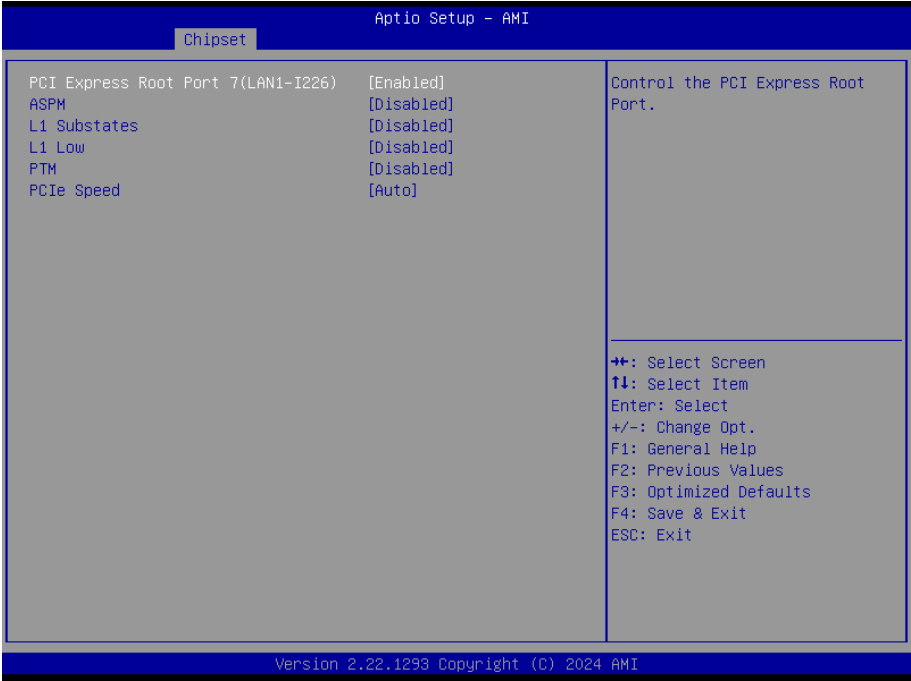 Aptio Setup – AMI
Chipset
PCI Express Root Port 7(LAN1-I226) [Enabled]
ASPM [Disabled]
L1 Substates [Disabled]
L1 Low [Disabled]
PTM [Disabled]
PCIe Speed [Auto]
Control the PCI Express Root
Port.
→←: Select Screen
↑↓: Select Item
Enter: Select
+/-: Change Opt.
F1: General Help
F2: Previous Values
F3: Optimized Defaults
F4: Save & Exit
ESC: Exit
Version 2.22.1293 Copyright (C) 2024 AMI